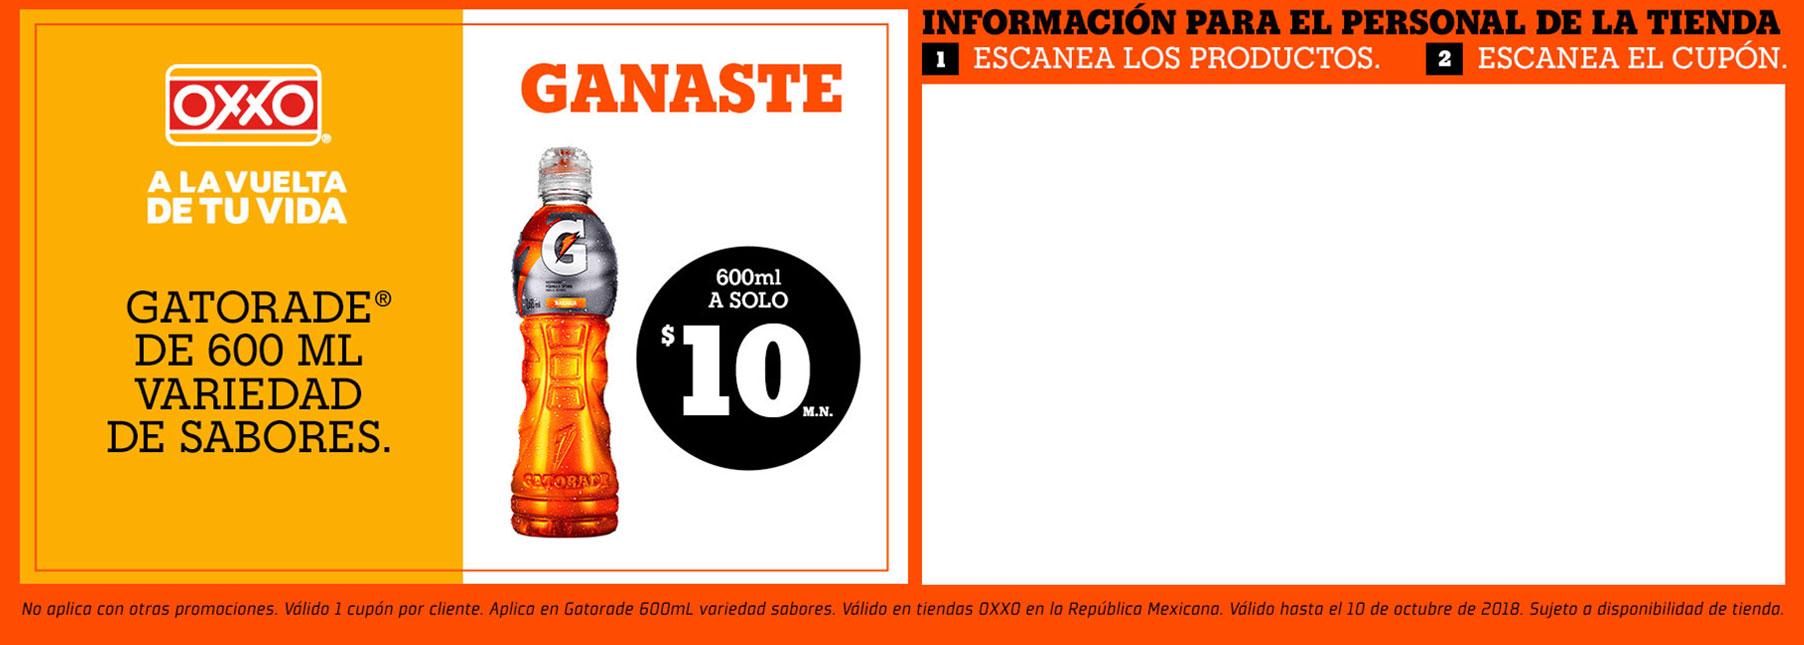 OXXO®
A LA VUELTA
DE TU VIDA
GATORADE®
DE 600 ML
VARIEDAD
DE SABORES.
GANASTE
G
NARANJA
GATORADE
600ml
A SOLO
$10 M.N.
INFORMACIÓN PARA EL PERSONAL DE LA TIENDA
1 ESCANEA LOS PRODUCTOS. 2 ESCANEA EL CUPÓN.
No aplica con otras promociones. Válido 1 cupón por cliente. Aplica en Gatorade 600mL variedad sabores. Válido en tiendas OXXO en la República Mexicana. Válido hasta el 10 de octubre de 2018. Sujeto a disponibilidad de tienda.